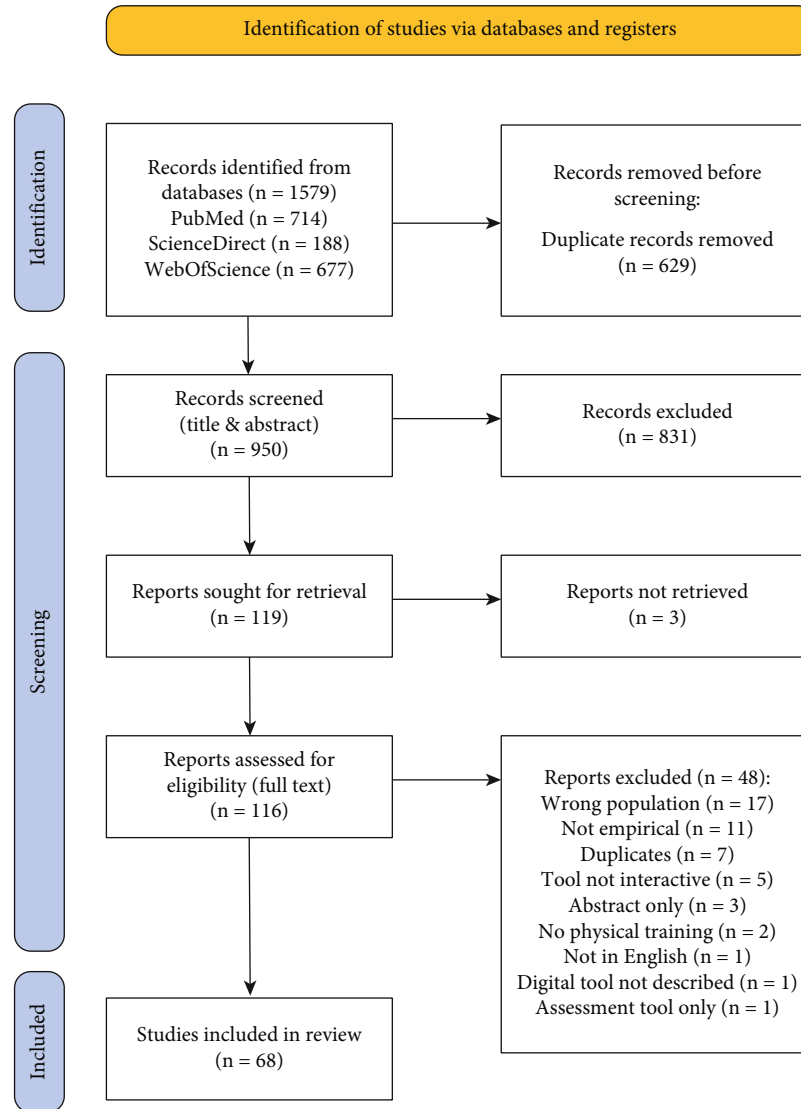 Identification of studies via databases and registers
Identification
Records identified from
databases (n = 1579)
PubMed (n = 714)
ScienceDirect (n = 188)
WebOfScience (n = 677)
Records removed before
screening:
Duplicate records removed
(n = 629)
Screening
Records screened
(title & abstract)
(n = 950)
Records excluded
(n = 831)
Reports sought for retrieval
(n = 119)
Reports not retrieved
(n = 3)
Reports assessed for
eligibility (full text)
(n = 116)
Reports excluded (n = 48):
Wrong population (n = 17)
Not empirical (n = 11)
Duplicates (n = 7)
Tool not interactive (n = 5)
Abstract only (n = 3)
No physical training (n = 2)
Not in English (n = 1)
Digital tool not described (n = 1)
Assessment tool only (n = 1)
Included
Studies included in review
(n = 68)